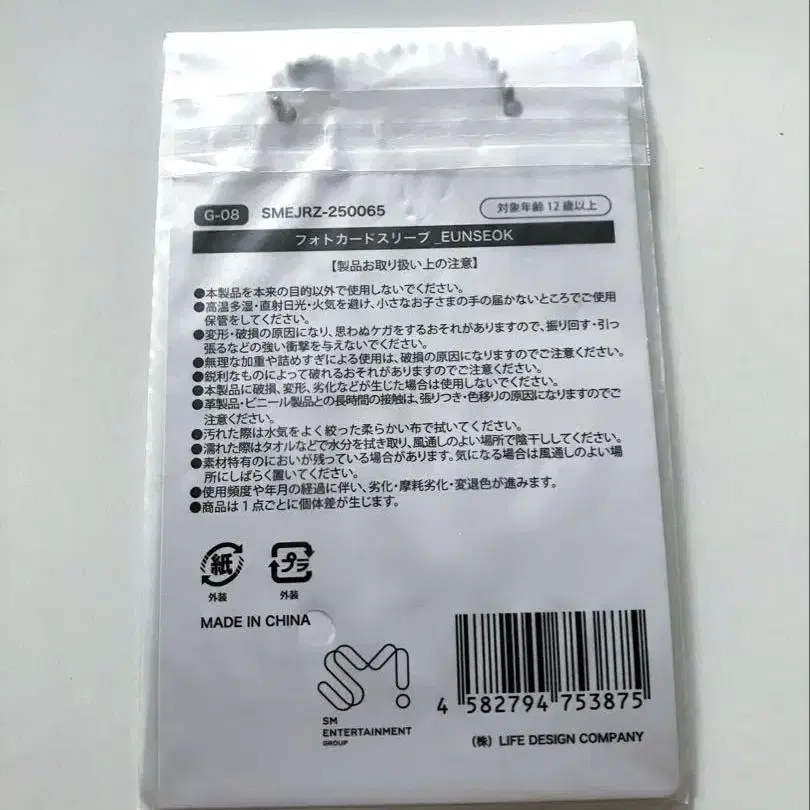 G-08 SMEJRZ-250065 対象年齢12歳以上
フォトカードスリーブ_EUNSEOK
【製品お取り扱い上の注意】
●本製品を本来の目的以外で使用しないでください。
●高温多湿・直射日光・火気を避け、小さなお子さまの手の届かないところでご使用
保管をしてください。
●変形・破損の原因になり、思わぬケガをするおそれがありますので、振り回す・引っ
張るなどの強い衝撃を与えないでください。
●無理な加重や詰めすぎによる使用は、破損の原因になりますのでご注意ください。
●鋭利なものによって破れるおそれがありますのでご注意ください。
●本製品に破損、変形、劣化などが生じた場合は使用しないでください。
●革製品・ビニール製品との長時間の接触は、張りつき・色移りの原因になりますのでご
注意ください。
●汚れた際は水気をよく絞った柔らかい布で拭いてください。
●濡れた際はタオルなどで水分を拭き取り、風通しのよい場所で陰干ししてください。
●素材特有のにおいが残っている場合があります。気になる場合は風通しのよい場
所にしばらく置いてください。
●使用頻度や年月の経過に伴い、劣化・摩耗劣化・変退色が進みます。
●商品は1点ごとに個体差が生じます。
紙 プラ
外装 外装
MADE IN CHINA
SM
SM
ENTERTAINMENT
GROUP
4 582794 753875
（株） LIFE DESIGN COMPANY